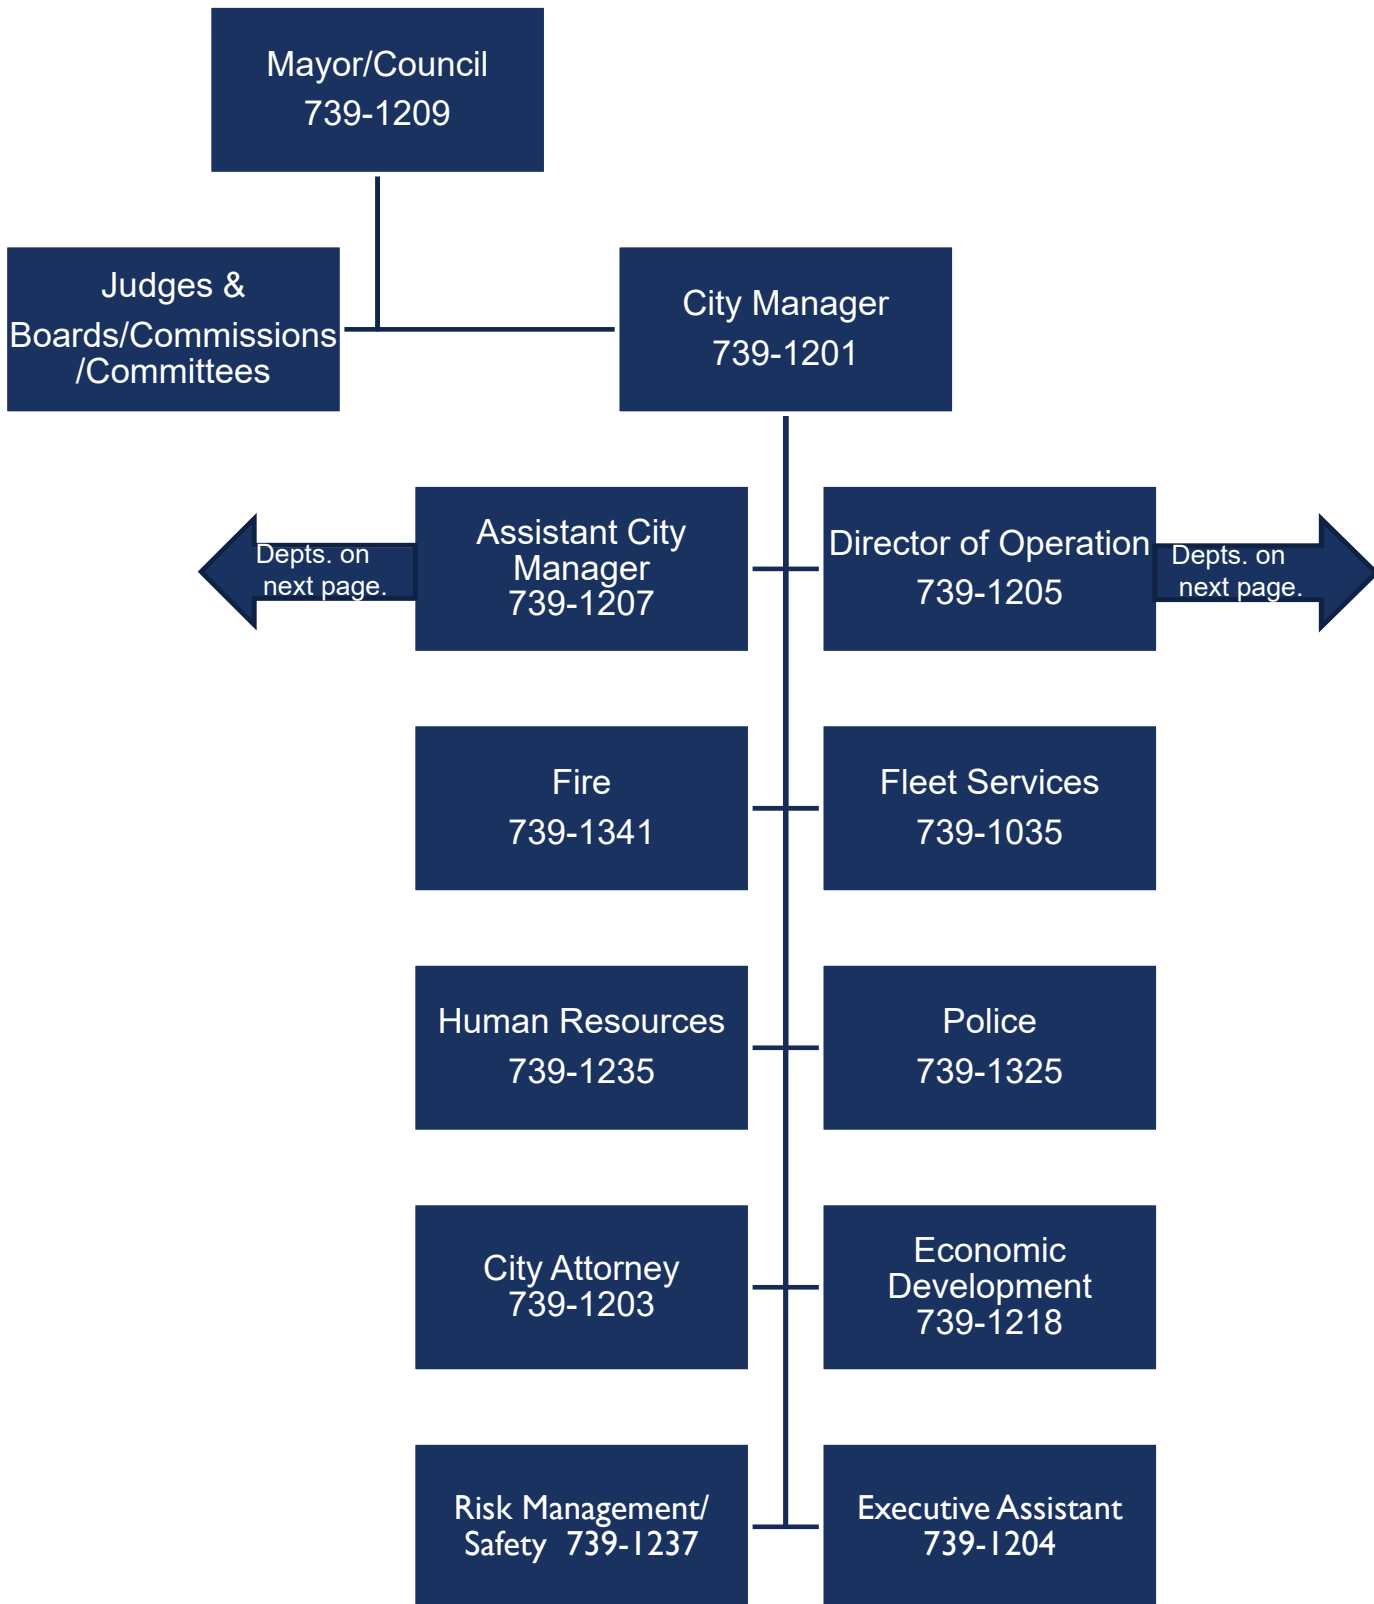 Mayor/Council
739-1209
Judges &
Boards/Commissions
/Committees
City Manager
739-1201
Depts. on
next page.
Assistant City
Manager
739-1207
Director of Operation
739-1205
Depts. on
next page.
Fire
739-1341
Fleet Services
739-1035
Human Resources
739-1235
Police
739-1325
City Attorney
739-1203
Economic
Development
739-1218
Risk Management/
Safety 739-1237
Executive Assistant
739-1204